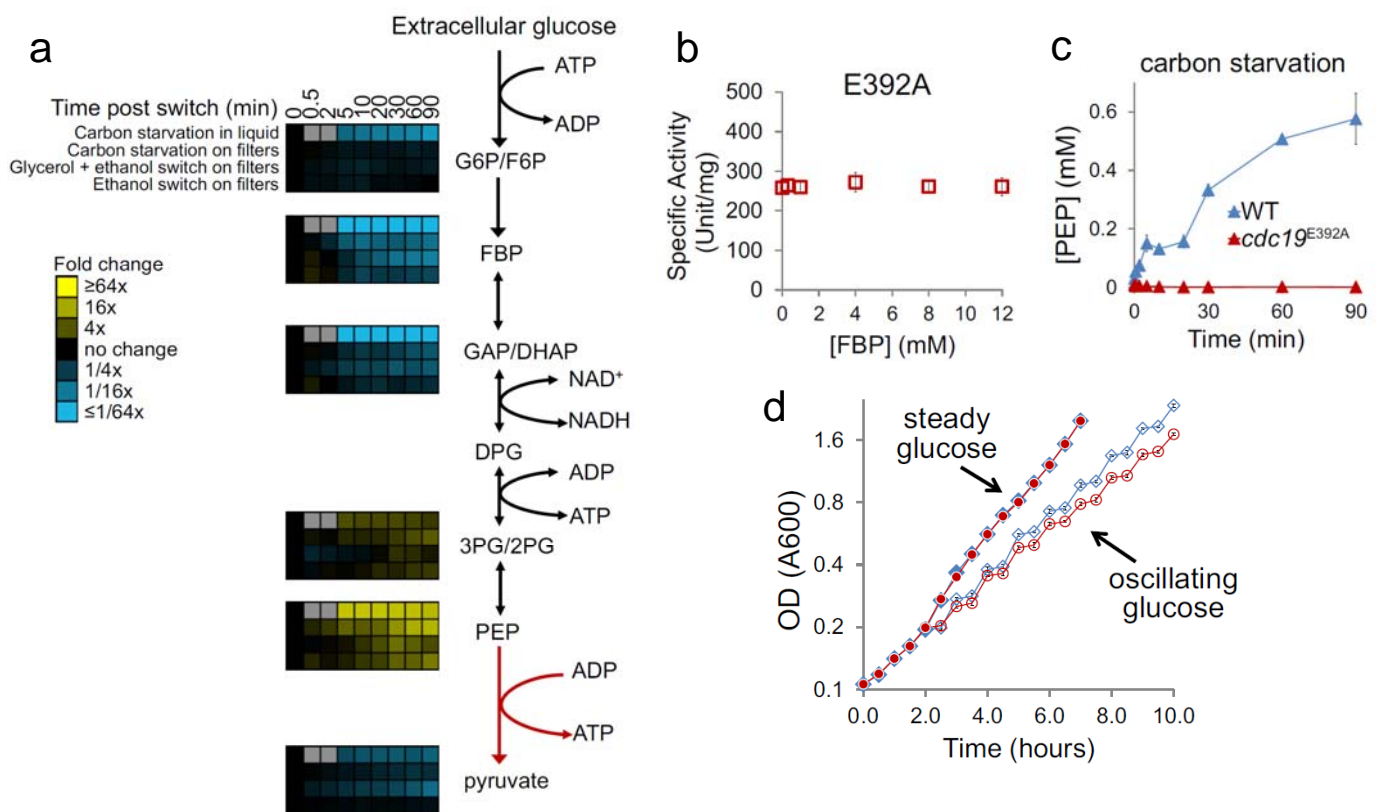 a
Extracellular glucose
ATP
ADP
Time post switch (min)
0
0.5
2
5
10
20
30
60
90
Carbon starvation in liquid
Carbon starvation on filters
Glycerol + ethanol switch on filters
Ethanol switch on filters
G6P/F6P
FBP
Fold change
≥64x
16x
4x
no change
1/4x
1/16x
≤1/64x
GAP/DHAP
NAD⁺
NADH
DPG
ADP
ATP
3PG/2PG
PEP
ADP
ATP
pyruvate
b
E392A
Specific Activity
(Unit/mg)
500
400
300
200
100
0
0 2 4 6 8 10 12
[FBP] (mM)
c
carbon starvation
[PEP] (mM)
0.6
0.4
0.2
0
WT
cdc19ᴱ³⁹²ᴬ
0 30 60 90
Time (min)
d
steady
glucose
oscillating
glucose
OD (A600)
1.6
0.8
0.4
0.2
0.1
0.0 2.0 4.0 6.0 8.0 10.0
Time (hours)